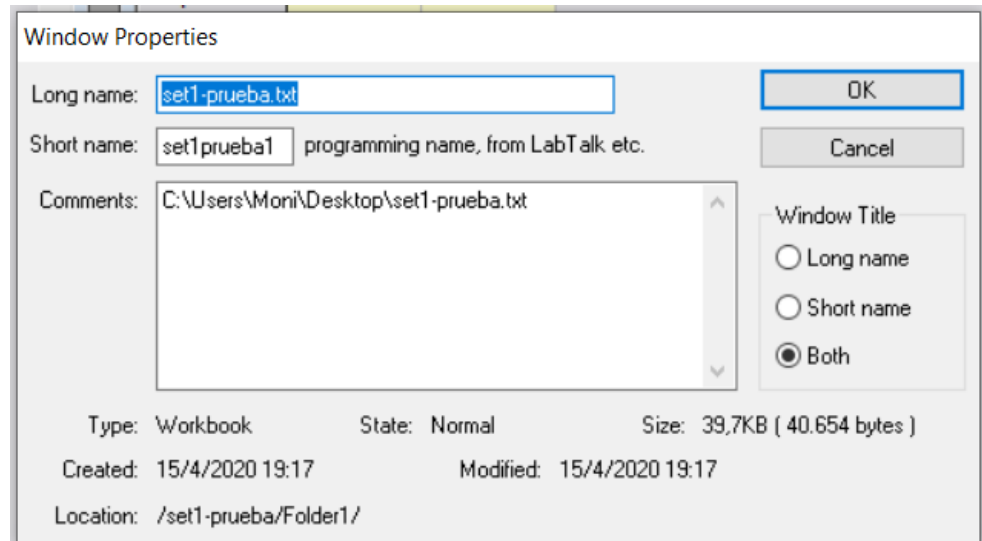 Window Properties
Long name: set1-prueba.txt OK
Short name: set1prueba1 programming name, from LabTalk etc. Cancel
Comments: C:\Users\Moni\Desktop\set1-prueba.txt
Window Title
Long name
Short name
Both
Type: Workbook State: Normal Size: 39,7KB ( 40.654 bytes )
Created: 15/4/2020 19:17 Modified: 15/4/2020 19:17
Location: /set1-prueba/Folder1/